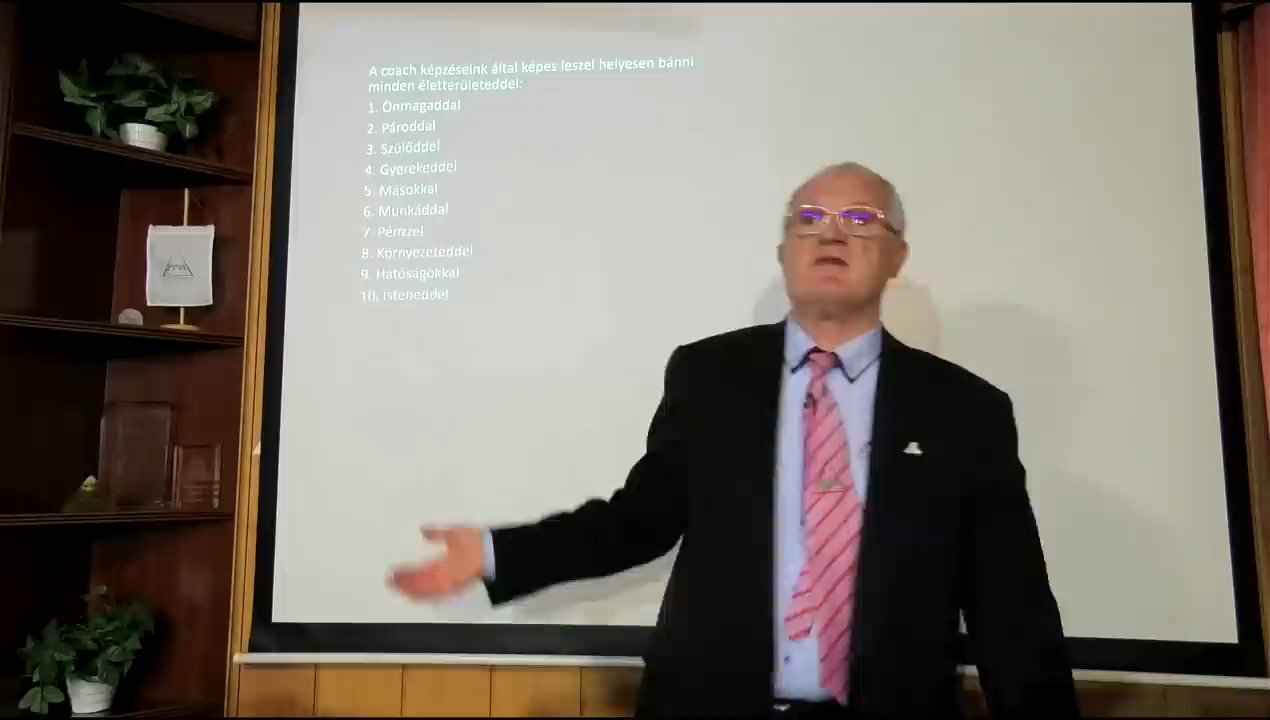 A coach képzéseink által képes leszel helyesen bánni
minden életterületeddel:
1. Önmagaddal
2. Pároddal
3. Szülőddel
4. Gyerekeddel
5. Másokkal
6. Munkáddal
7. Pénzzel
8. Környezeteddel
9. Hatóságokkal
10. Isteneddel